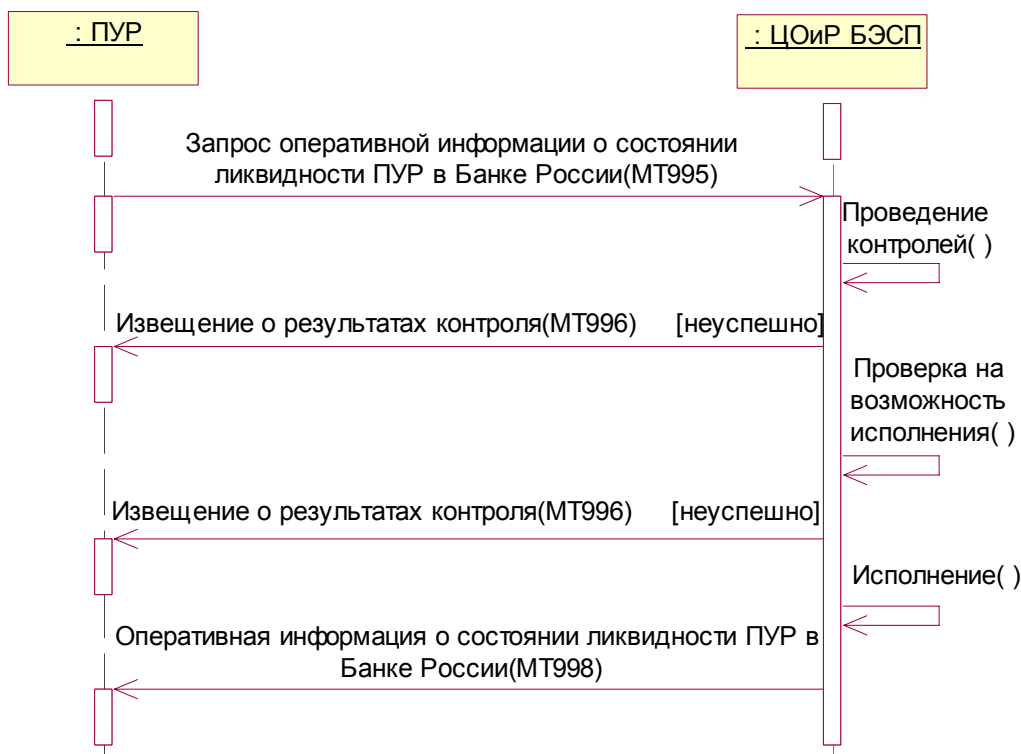 : ПУР
: ЦОиР БЭСП
Запрос оперативной информации о состоянии
ликвидности ПУР в Банке России(МТ995)
Проведение
контролей( )
Извещение о результатах контроля(МТ996) [неуспешно]
Проверка на
возможность
исполнения( )
Извещение о результатах контроля(МТ996) [неуспешно]
Исполнение( )
Оперативная информация о состоянии ликвидности ПУР в
Банке России(МТ998)